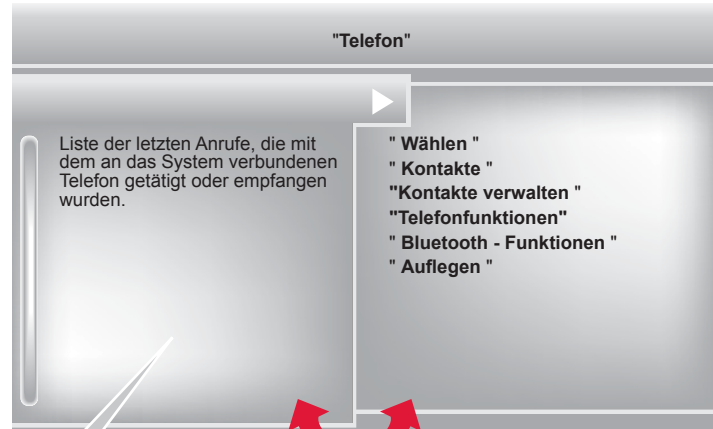 "Telefon"
Liste der letzten Anrufe, die mit
dem an das System verbundenen
Telefon getätigt oder empfangen
wurden.
" Wählen "
" Kontakte "
"Kontakte verwalten "
"Telefonfunktionen"
" Bluetooth - Funktionen "
" Auflegen "